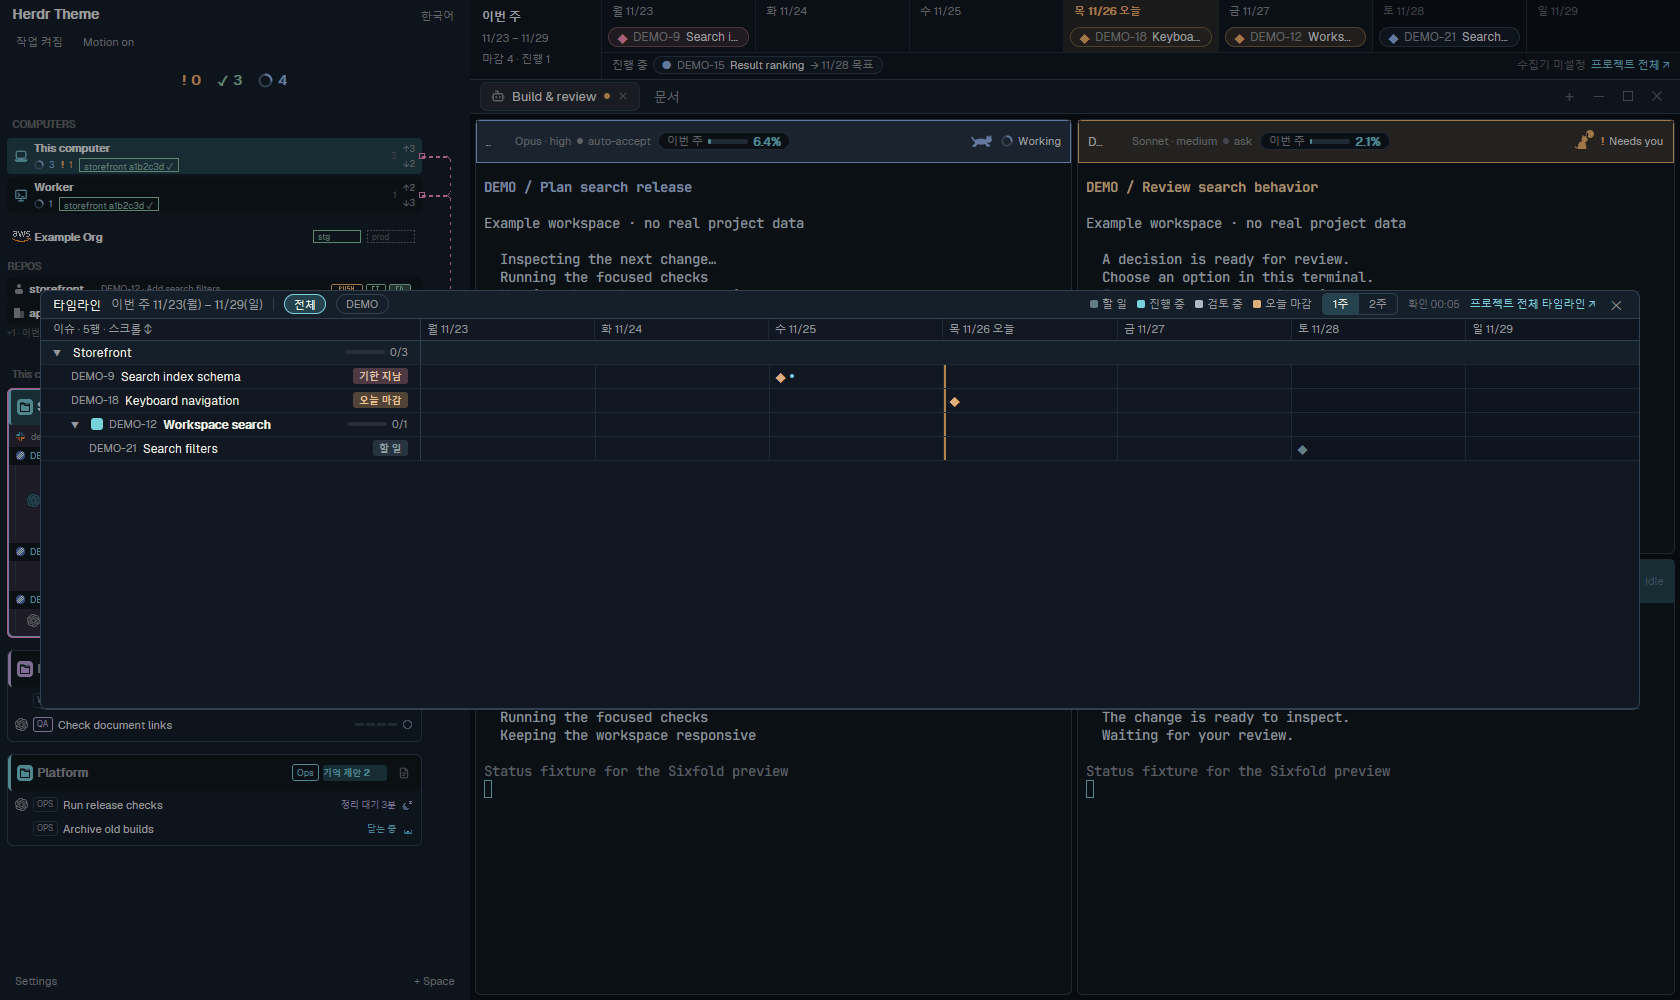 Herdr Theme
한국어
작업 켜짐 Motion on
! 0 ✓ 3 4
COMPUTERS
This computer
3 ! 1 storefront a1b2c3d ✓
3 ↑3 ↓2
Worker
1 storefront a1b2c3d ✓
1 ↑2 ↓3
aws Example Org
stg prod
REPOS
storefront DEMO-12 · Add search filters
이번 주
11/23 – 11/29
마감 4 · 진행 1
월 11/23
화 11/24
수 11/25
목 11/26 오늘
금 11/27
토 11/28
일 11/29
DEMO-9 Search i...
DEMO-18 Keyboa...
DEMO-12 Works...
DEMO-21 Search...
진행 중 DEMO-15 Result ranking → 11/28 목표
수집기 미설정 프로젝트 전체 ↗
Build & review
문서
.. Opus · high auto-accept 이번 주 6.4% Working
D... Sonnet · medium ask 이번 주 2.1% ! Needs you
DEMO / Plan search release
Example workspace · no real project data
Inspecting the next change…
Running the focused checks
DEMO / Review search behavior
Example workspace · no real project data
A decision is ready for review.
Choose an option in this terminal.
타임라인 이번 주 11/23(월) – 11/29(일) 전체 DEMO
할 일 진행 중 검토 중 오늘 마감 1주 2주 확인 00:05 프로젝트 전체 타임라인 ↗
이슈 · 5행 · 스크롤 ↕
월 11/23
화 11/24
수 11/25
목 11/26 오늘
금 11/27
토 11/28
일 11/29
Storefront 0/3
DEMO-9 Search index schema 기한 지남
DEMO-18 Keyboard navigation 오늘 마감
DEMO-12 Workspace search 0/1
DEMO-21 Search filters 할 일
Idle
QA Check document links
Platform Ops 기억 제안 2
OPS Run release checks 정리 대기 3분
OPS Archive old builds 닫는 중
Running the focused checks
Keeping the workspace responsive
Status fixture for the Sixfold preview
The change is ready to inspect.
Waiting for your review.
Status fixture for the Sixfold preview
Settings
+ Space